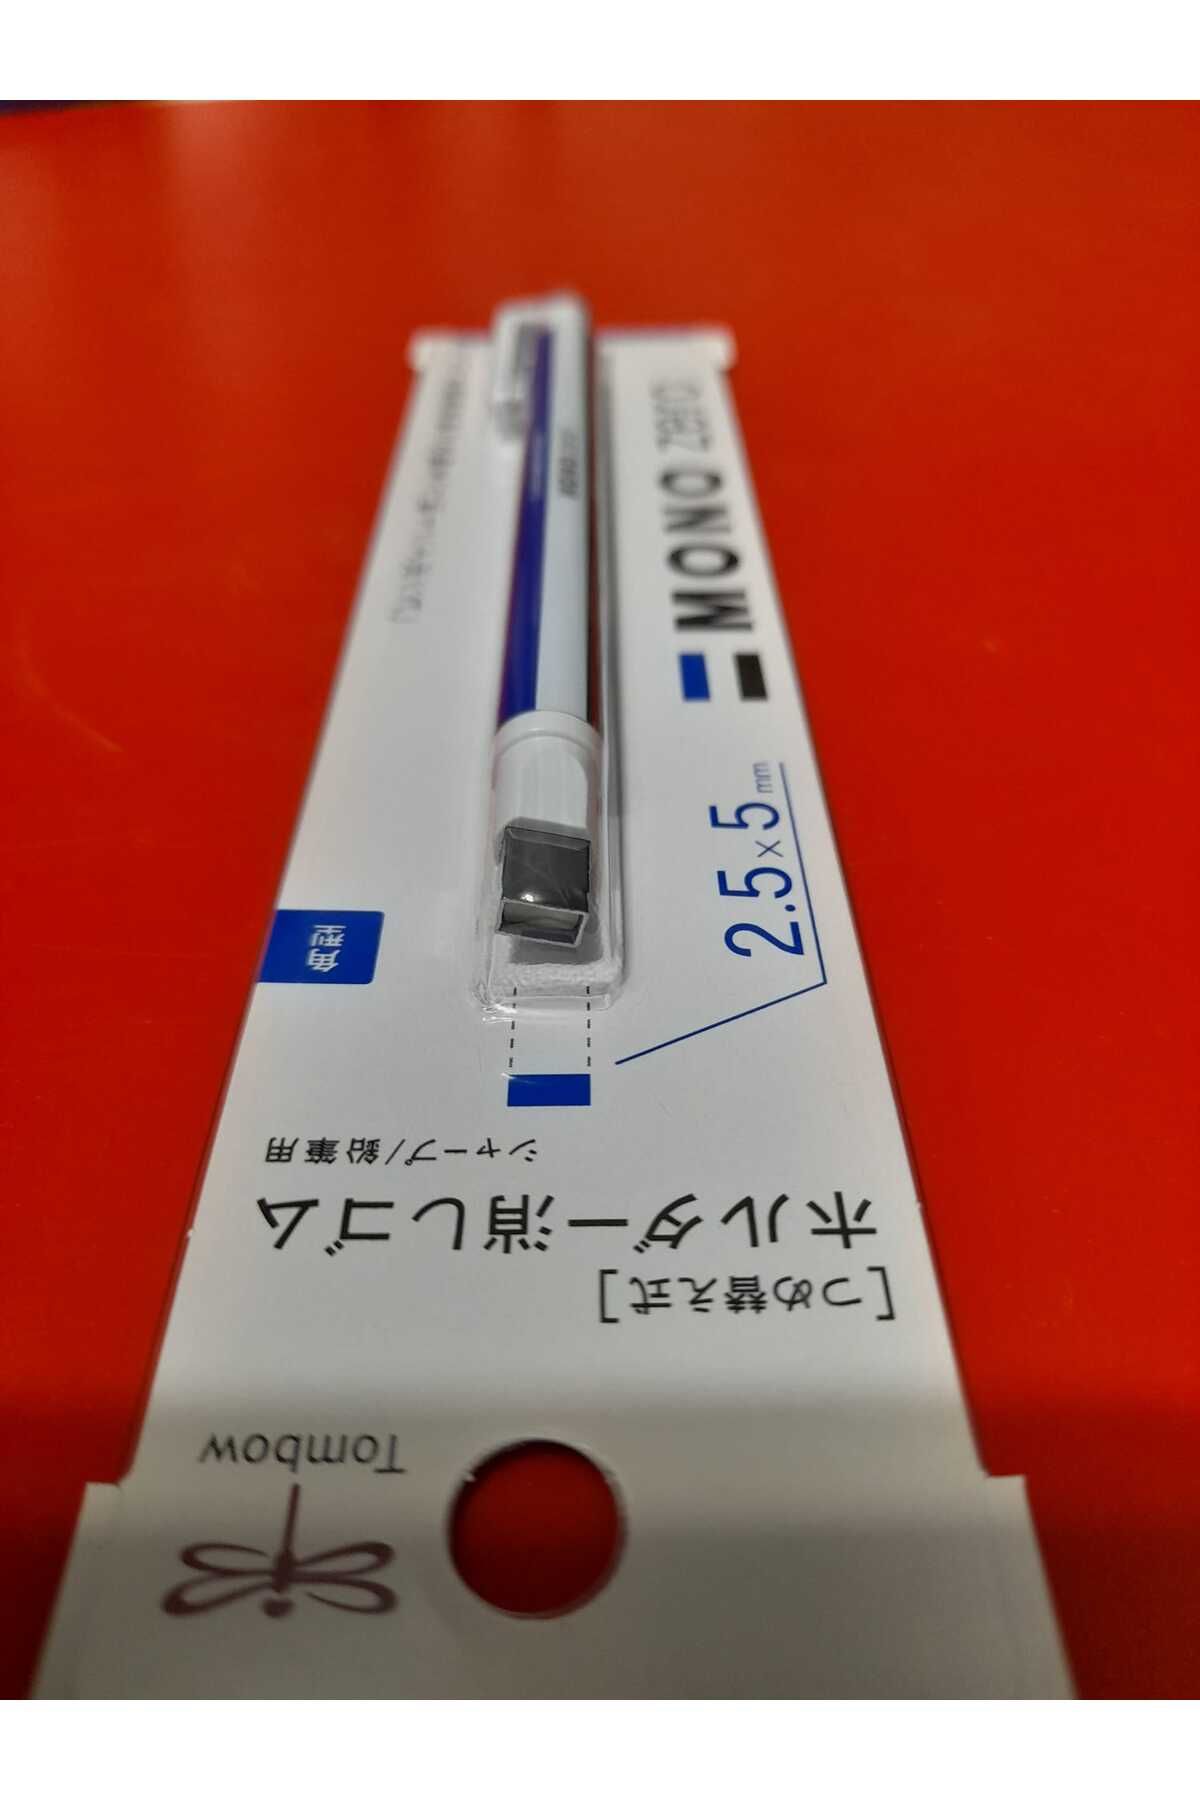 Tombow
[つめ替え式]
ホルダー消しゴム
シャープ/鉛筆用
角型
2.5×5mm
MONO zero